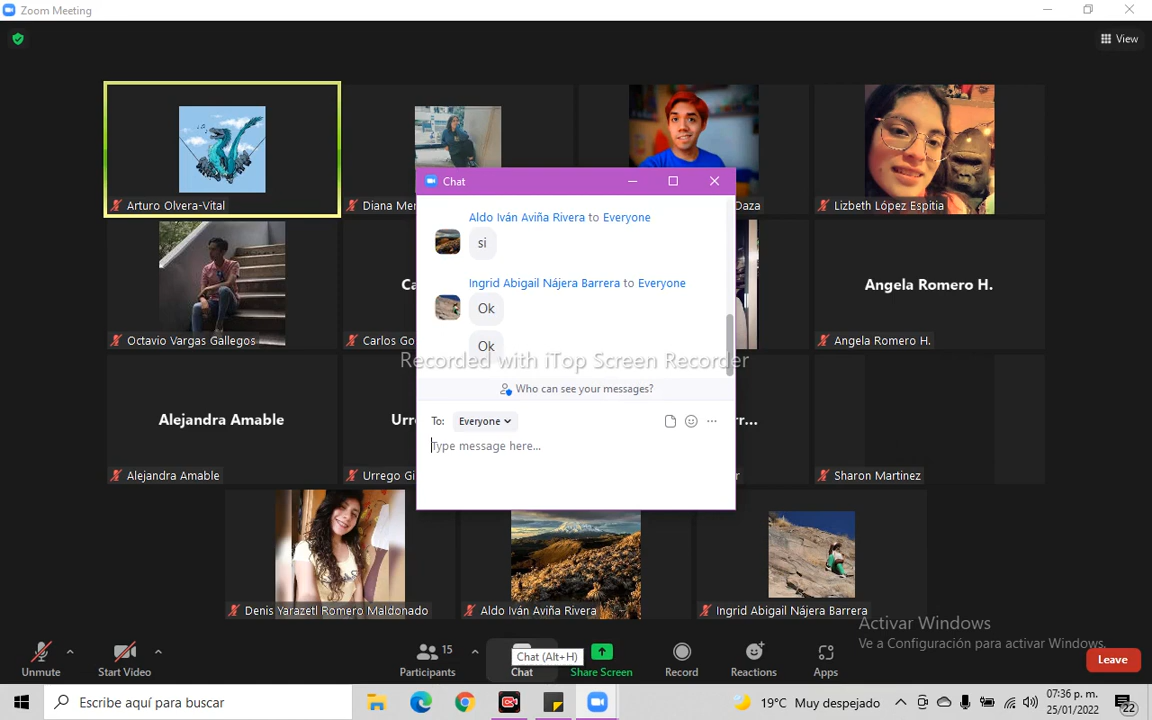 Zoom Meeting
View
Arturo Olvera-Vital
Diana Mer
Daza
Lizbeth López Espitia
Chat
Aldo Iván Aviña Rivera to Everyone
si
Ingrid Abigail Nájera Barrera to Everyone
Ok
Ok
Recorded with iTop Screen Recorder
Who can see your messages?
To: Everyone
Type message here...
Octavio Vargas Gallegos
Ca
Carlos Go
Angela Romero H.
Angela Romero H.
Alejandra Amable
Alejandra Amable
Urr
Urrego Gi
r...
r
Sharon Martinez
Denis Yarazetl Romero Maldonado
Aldo Iván Aviña Rivera
Ingrid Abigail Nájera Barrera
Activar Windows
Ve a Configuración para activar Windows.
Unmute
Start Video
15
Participants
Chat (Alt+H)
Chat
Share Screen
Record
Reactions
Apps
Leave
Escribe aquí para buscar
19°C Muy despejado
07:36 p. m.
25/01/2022
22